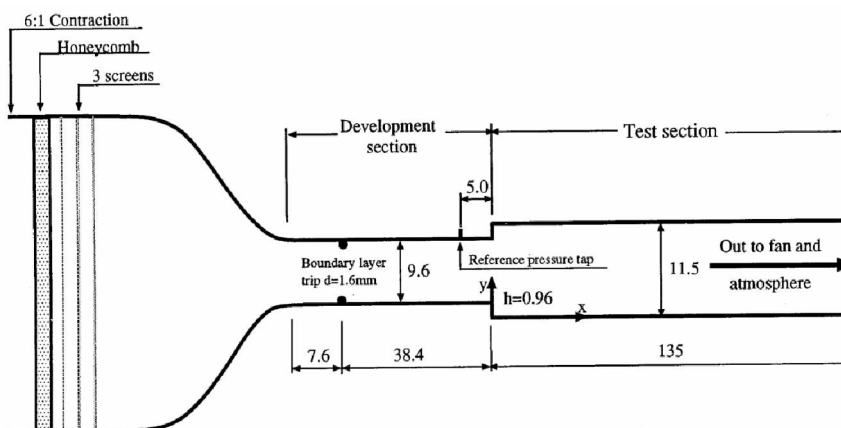 6:1 Contraction
Honeycomb
3 screens
Development
section
Test section
5.0
Boundary layer
trip d=1.6mm
9.6
Reference pressure tap
y
h=0.96
x
11.5
Out to fan and
atmosphere
7.6
38.4
135